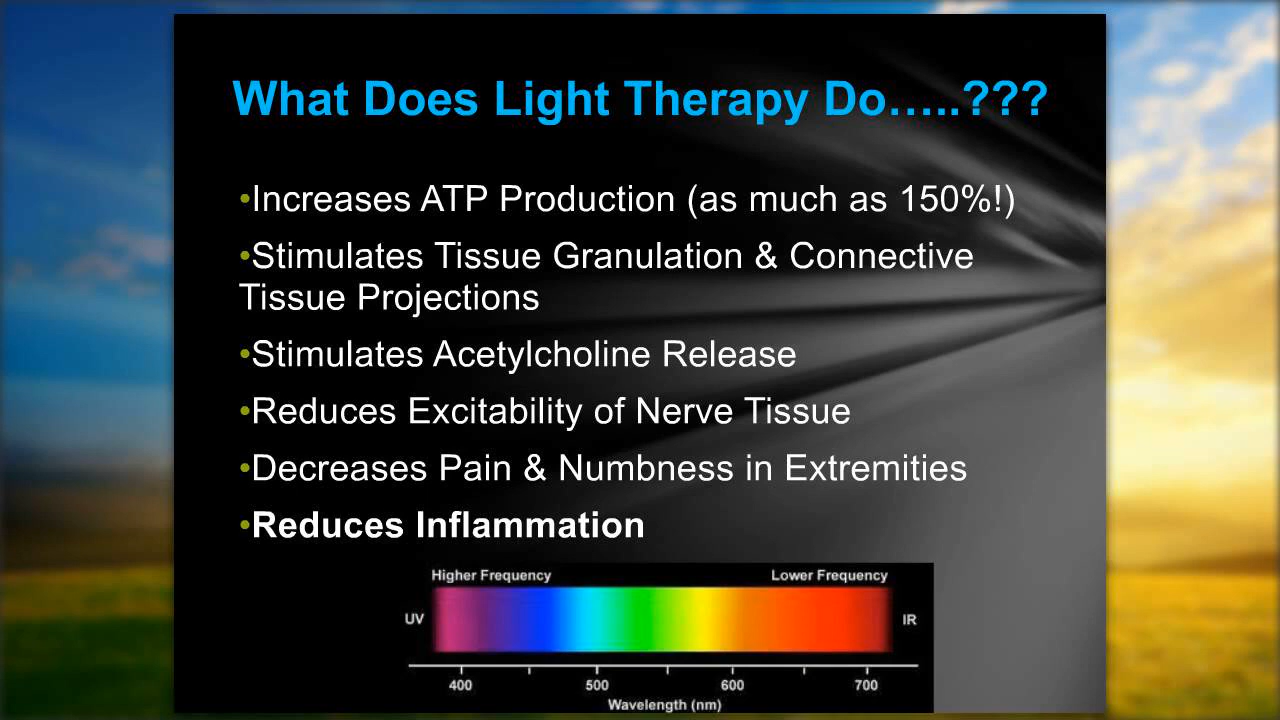 What Does Light Therapy Do…..???
•Increases ATP Production (as much as 150%!)
•Stimulates Tissue Granulation & Connective
Tissue Projections
•Stimulates Acetylcholine Release
•Reduces Excitability of Nerve Tissue
•Decreases Pain & Numbness in Extremities
•Reduces Inflammation
Higher Frequency Lower Frequency
UV IR
400 500 600 700
Wavelength (nm)